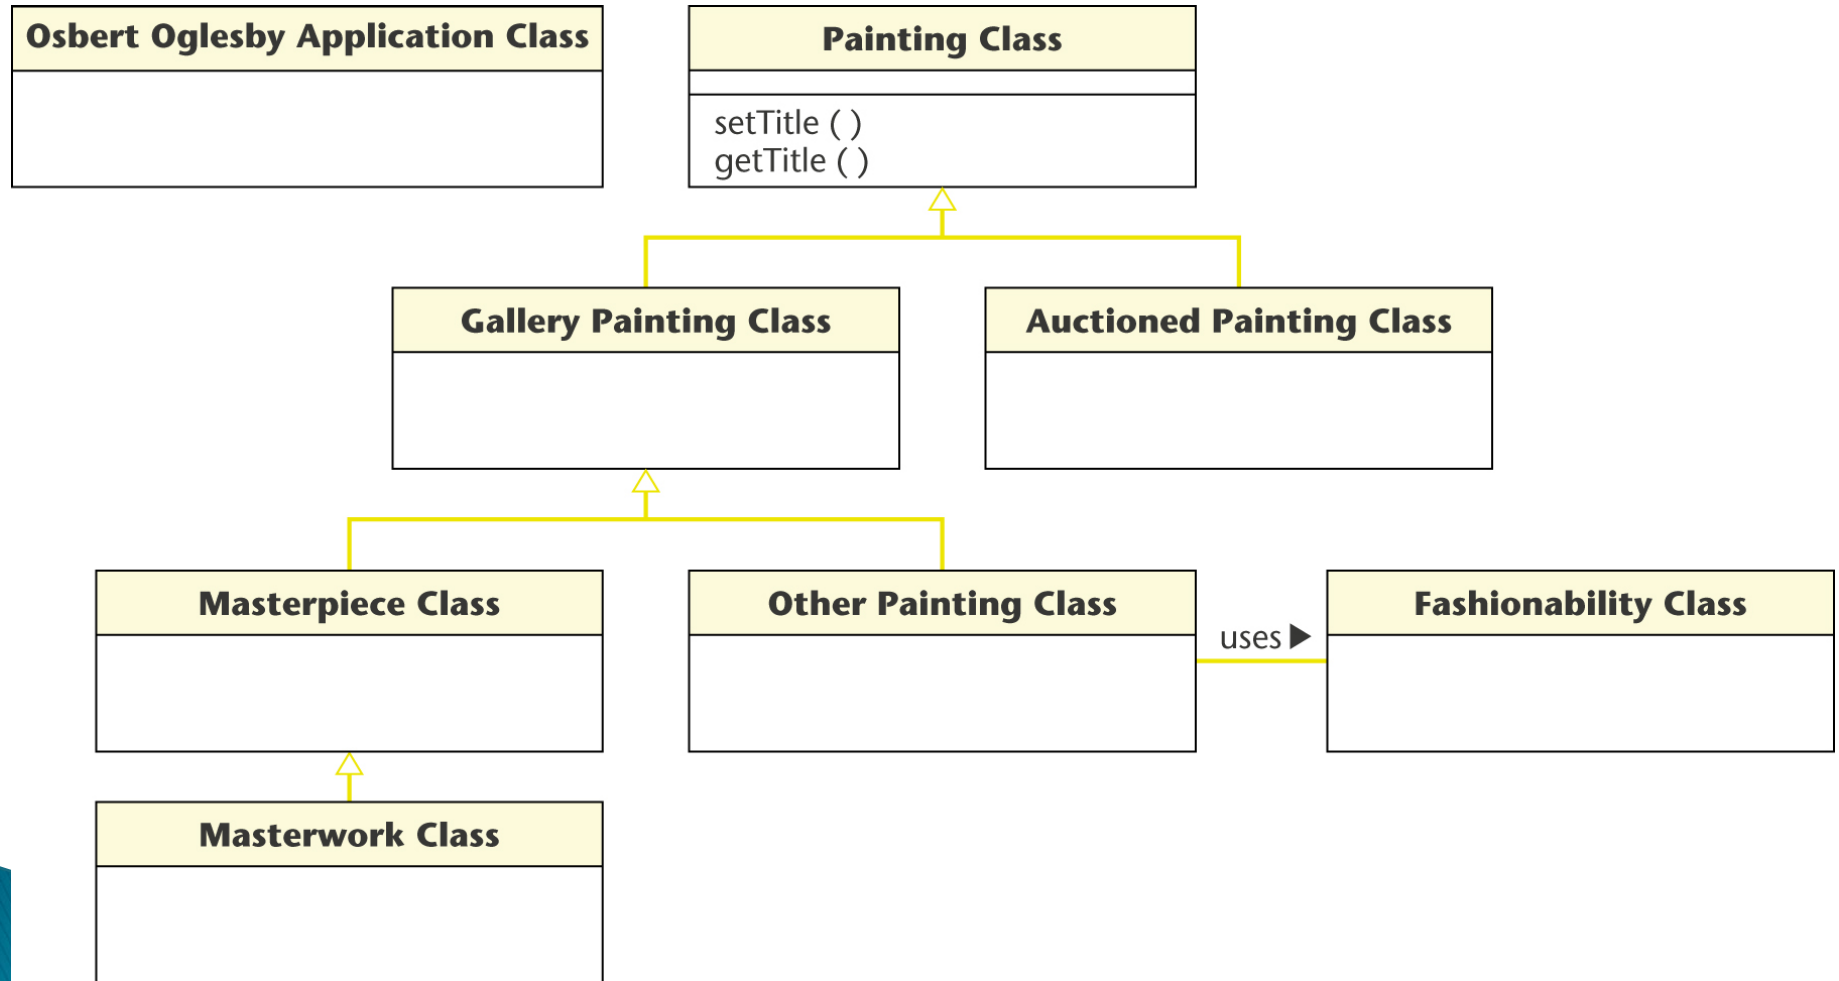 Osbert Oglesby Application Class
Painting Class
setTitle ( )
getTitle ( )
Gallery Painting Class
Auctioned Painting Class
Masterpiece Class
Other Painting Class
uses ▶
Fashionability Class
Masterwork Class